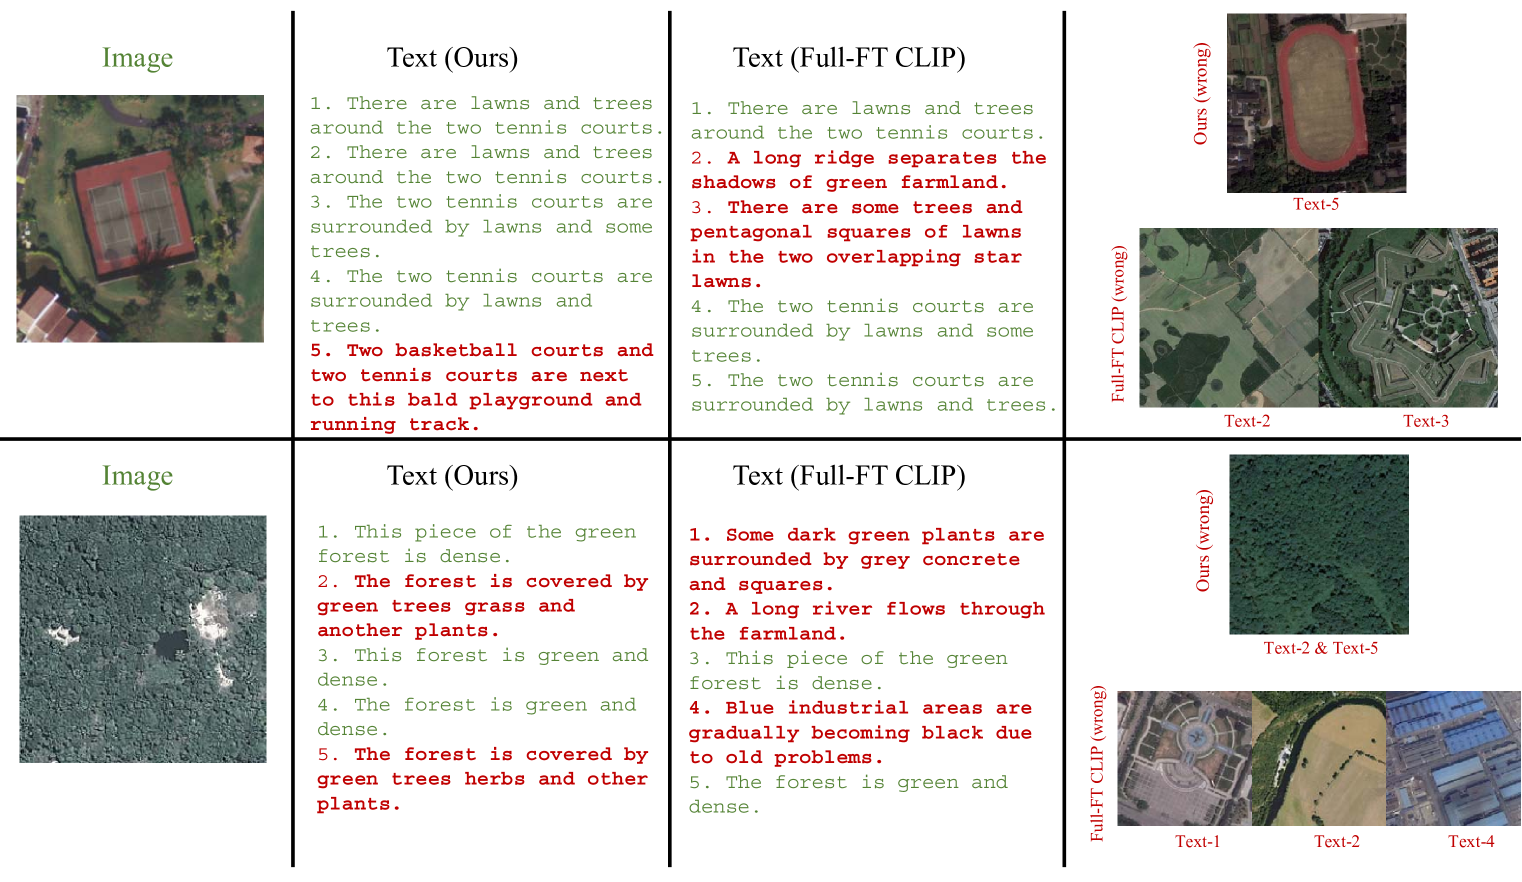 Image
Text (Ours)
1. There are lawns and trees
around the two tennis courts.
2. There are lawns and trees
around the two tennis courts.
3. The two tennis courts are
surrounded by lawns and some
trees.
4. The two tennis courts are
surrounded by lawns and
trees.
5. Two basketball courts and
two tennis courts are next
to this bald playground and
running track.
Text (Full-FT CLIP)
1. There are lawns and trees
around the two tennis courts.
2. A long ridge separates the
shadows of green farmland.
3. There are some trees and
pentagonal squares of lawns
in the two overlapping star
lawns.
4. The two tennis courts are
surrounded by lawns and some
trees.
5. The two tennis courts are
surrounded by lawns and trees.
Ours (wrong)
Text-5
Full-FT CLIP (wrong)
Text-2
Text-3
Image
Text (Ours)
1. This piece of the green
forest is dense.
2. The forest is covered by
green trees grass and
another plants.
3. This forest is green and
dense.
4. The forest is green and
dense.
5. The forest is covered by
green trees herbs and other
plants.
Text (Full-FT CLIP)
1. Some dark green plants are
surrounded by grey concrete
and squares.
2. A long river flows through
the farmland.
3. This piece of the green
forest is dense.
4. Blue industrial areas are
gradually becoming black due
to old problems.
5. The forest is green and
dense.
Ours (wrong)
Text-2 & Text-5
Full-FT CLIP (wrong)
Text-1
Text-2
Text-4